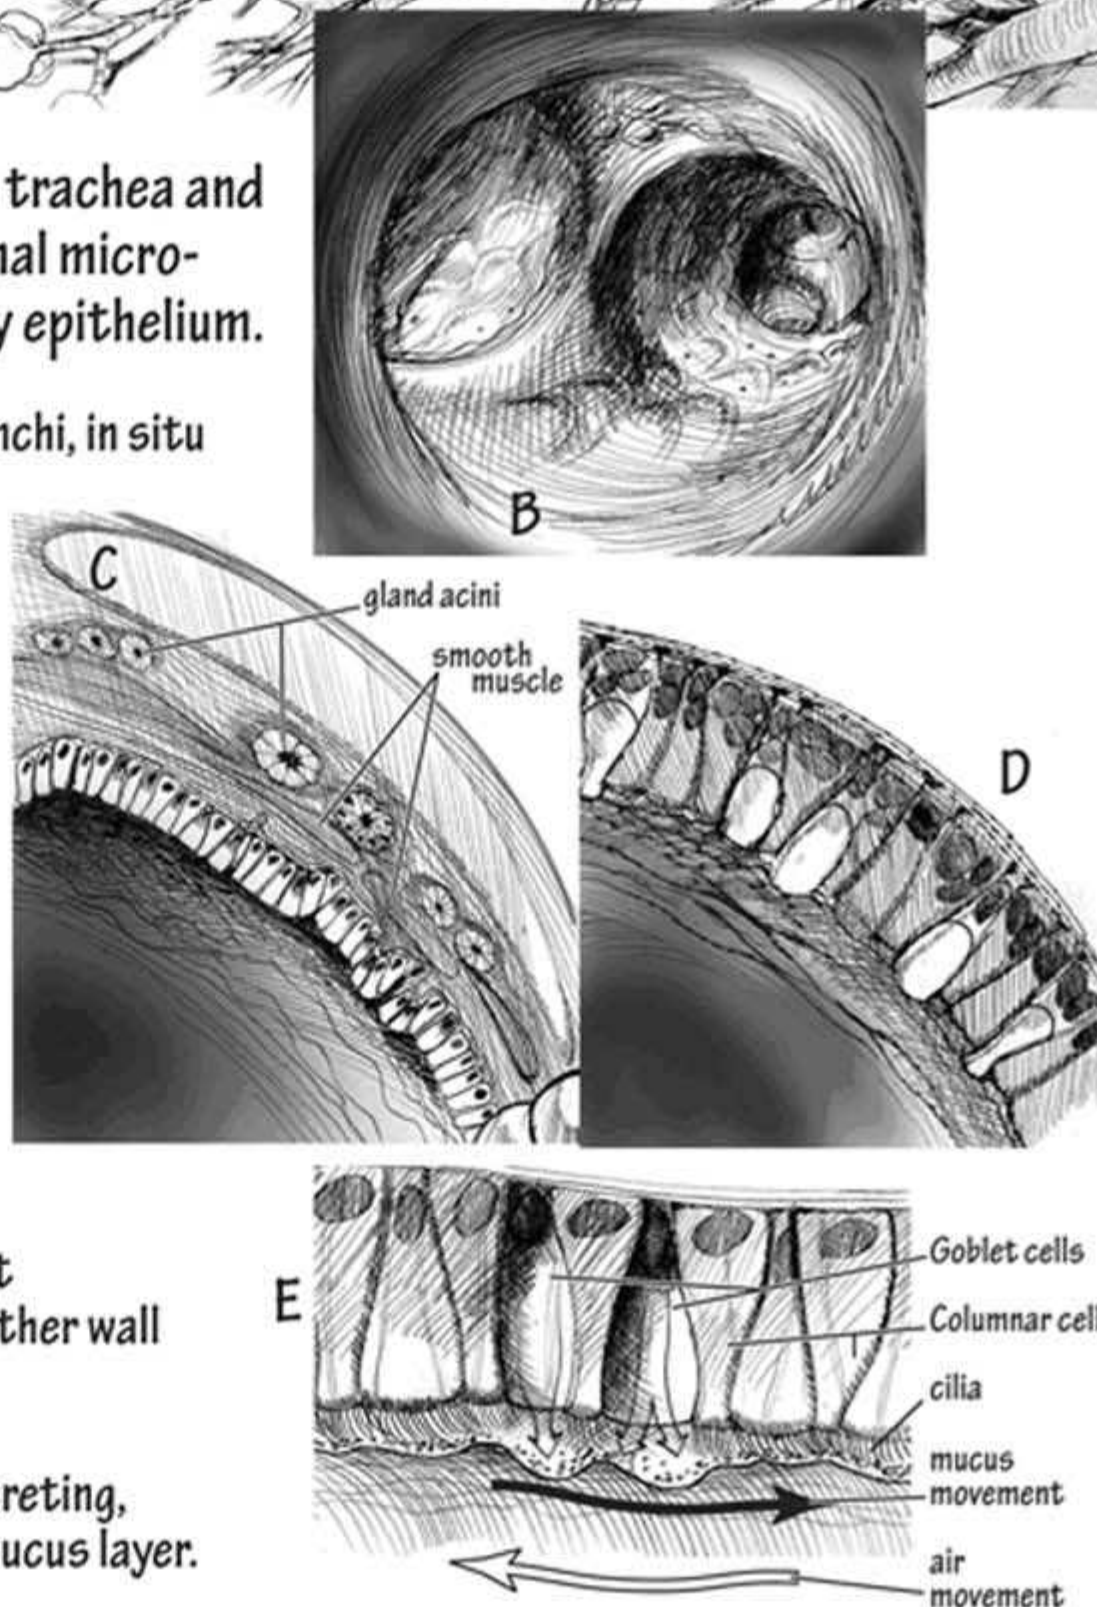 trachea and
nal micro-
y epithelium.
nchi, in situ
B
C
gland acini
smooth
muscle
D
t
ther wall
reting,
ucus layer.
E
Goblet cells
Columnar cell
cilia
mucus
movement
air
movement